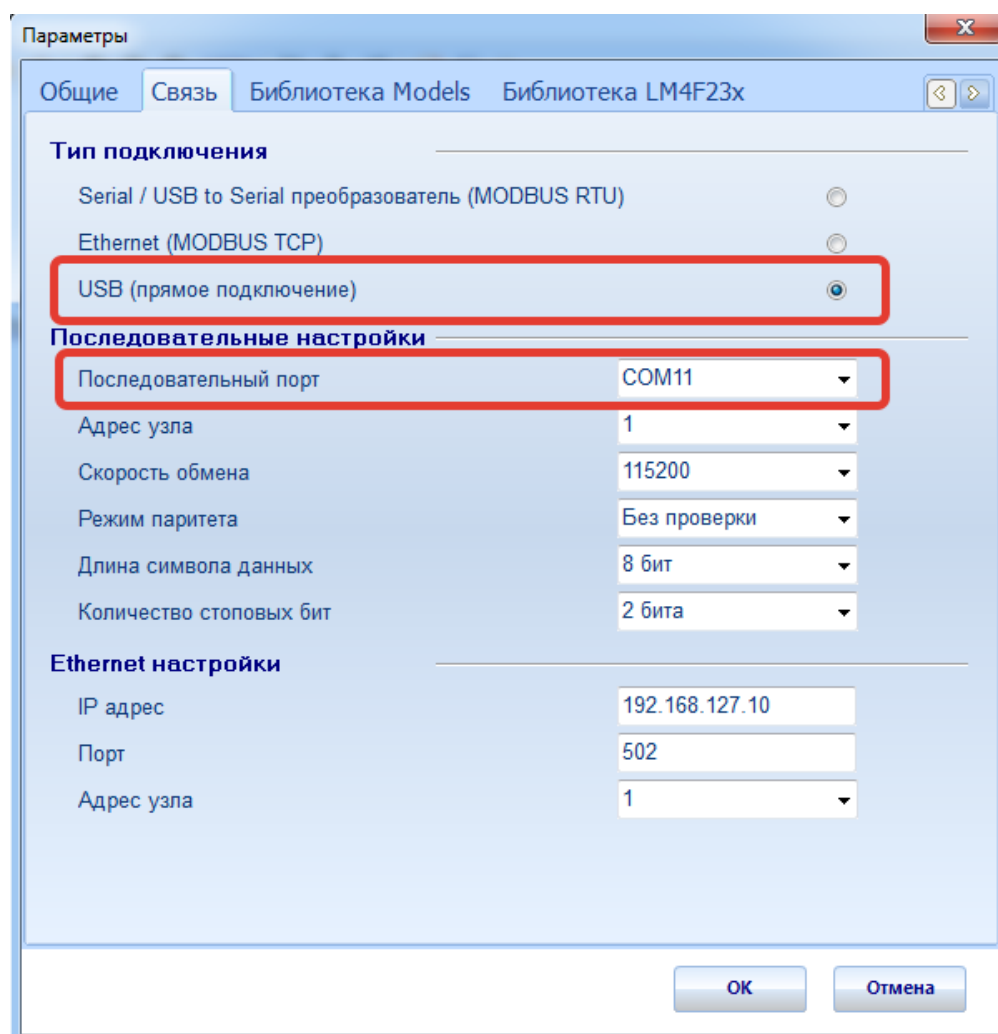 Параметры
Общие Связь Библиотека Models Библиотека LM4F23x
Тип подключения
Serial / USB to Serial преобразователь (MODBUS RTU)
Ethernet (MODBUS TCP)
USB (прямое подключение)
Последовательные настройки
Последовательный порт COM11
Адрес узла 1
Скорость обмена 115200
Режим паритета Без проверки
Длина символа данных 8 бит
Количество стоповых бит 2 бита
Ethernet настройки
IP адрес 192.168.127.10
Порт 502
Адрес узла 1
ОК Отмена